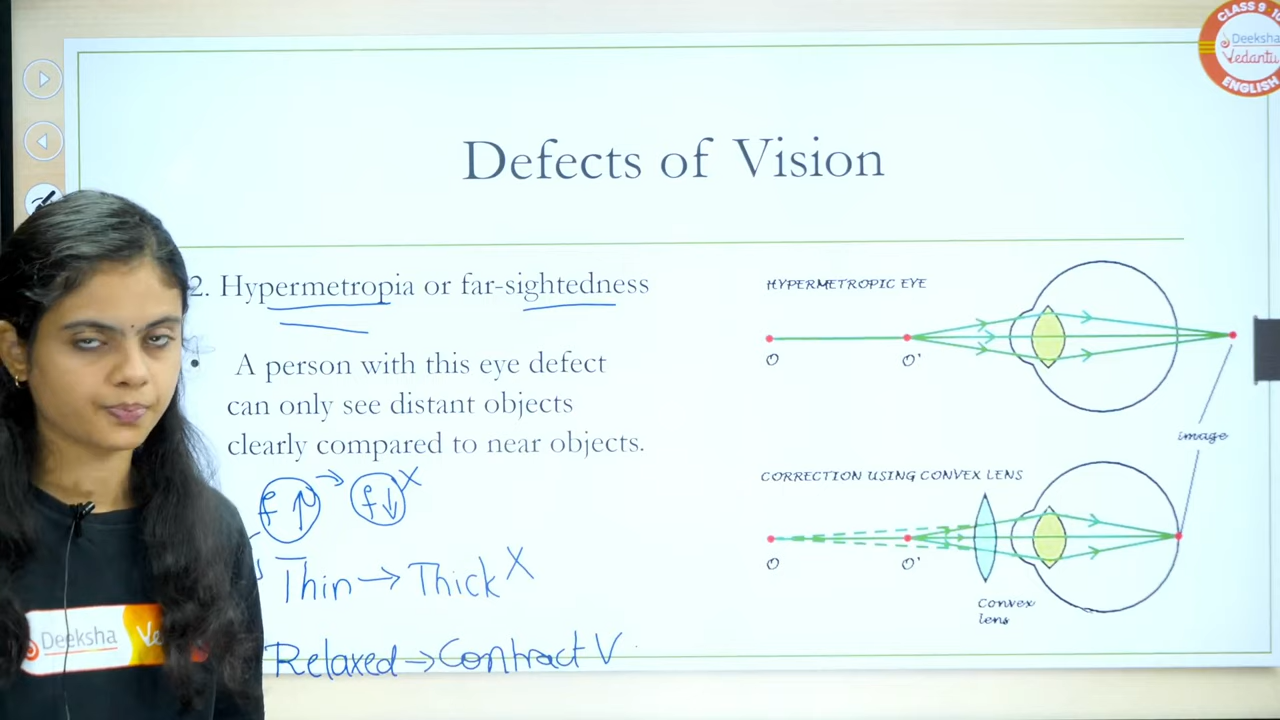 CLASS 9-10
Deeksha
Vedantu
ENGLISH
Defects of Vision
2. Hypermetropia or far-sightedness
• A person with this eye defect
can only see distant objects
clearly compared to near objects.
f↑ → f↓ X
Thin → Thick X
Relaxed → Contract V
HYPERMETROPIC EYE
O O'
image
CORRECTION USING CONVEX LENS
O O'
Convex
lens
Deeksha Ve